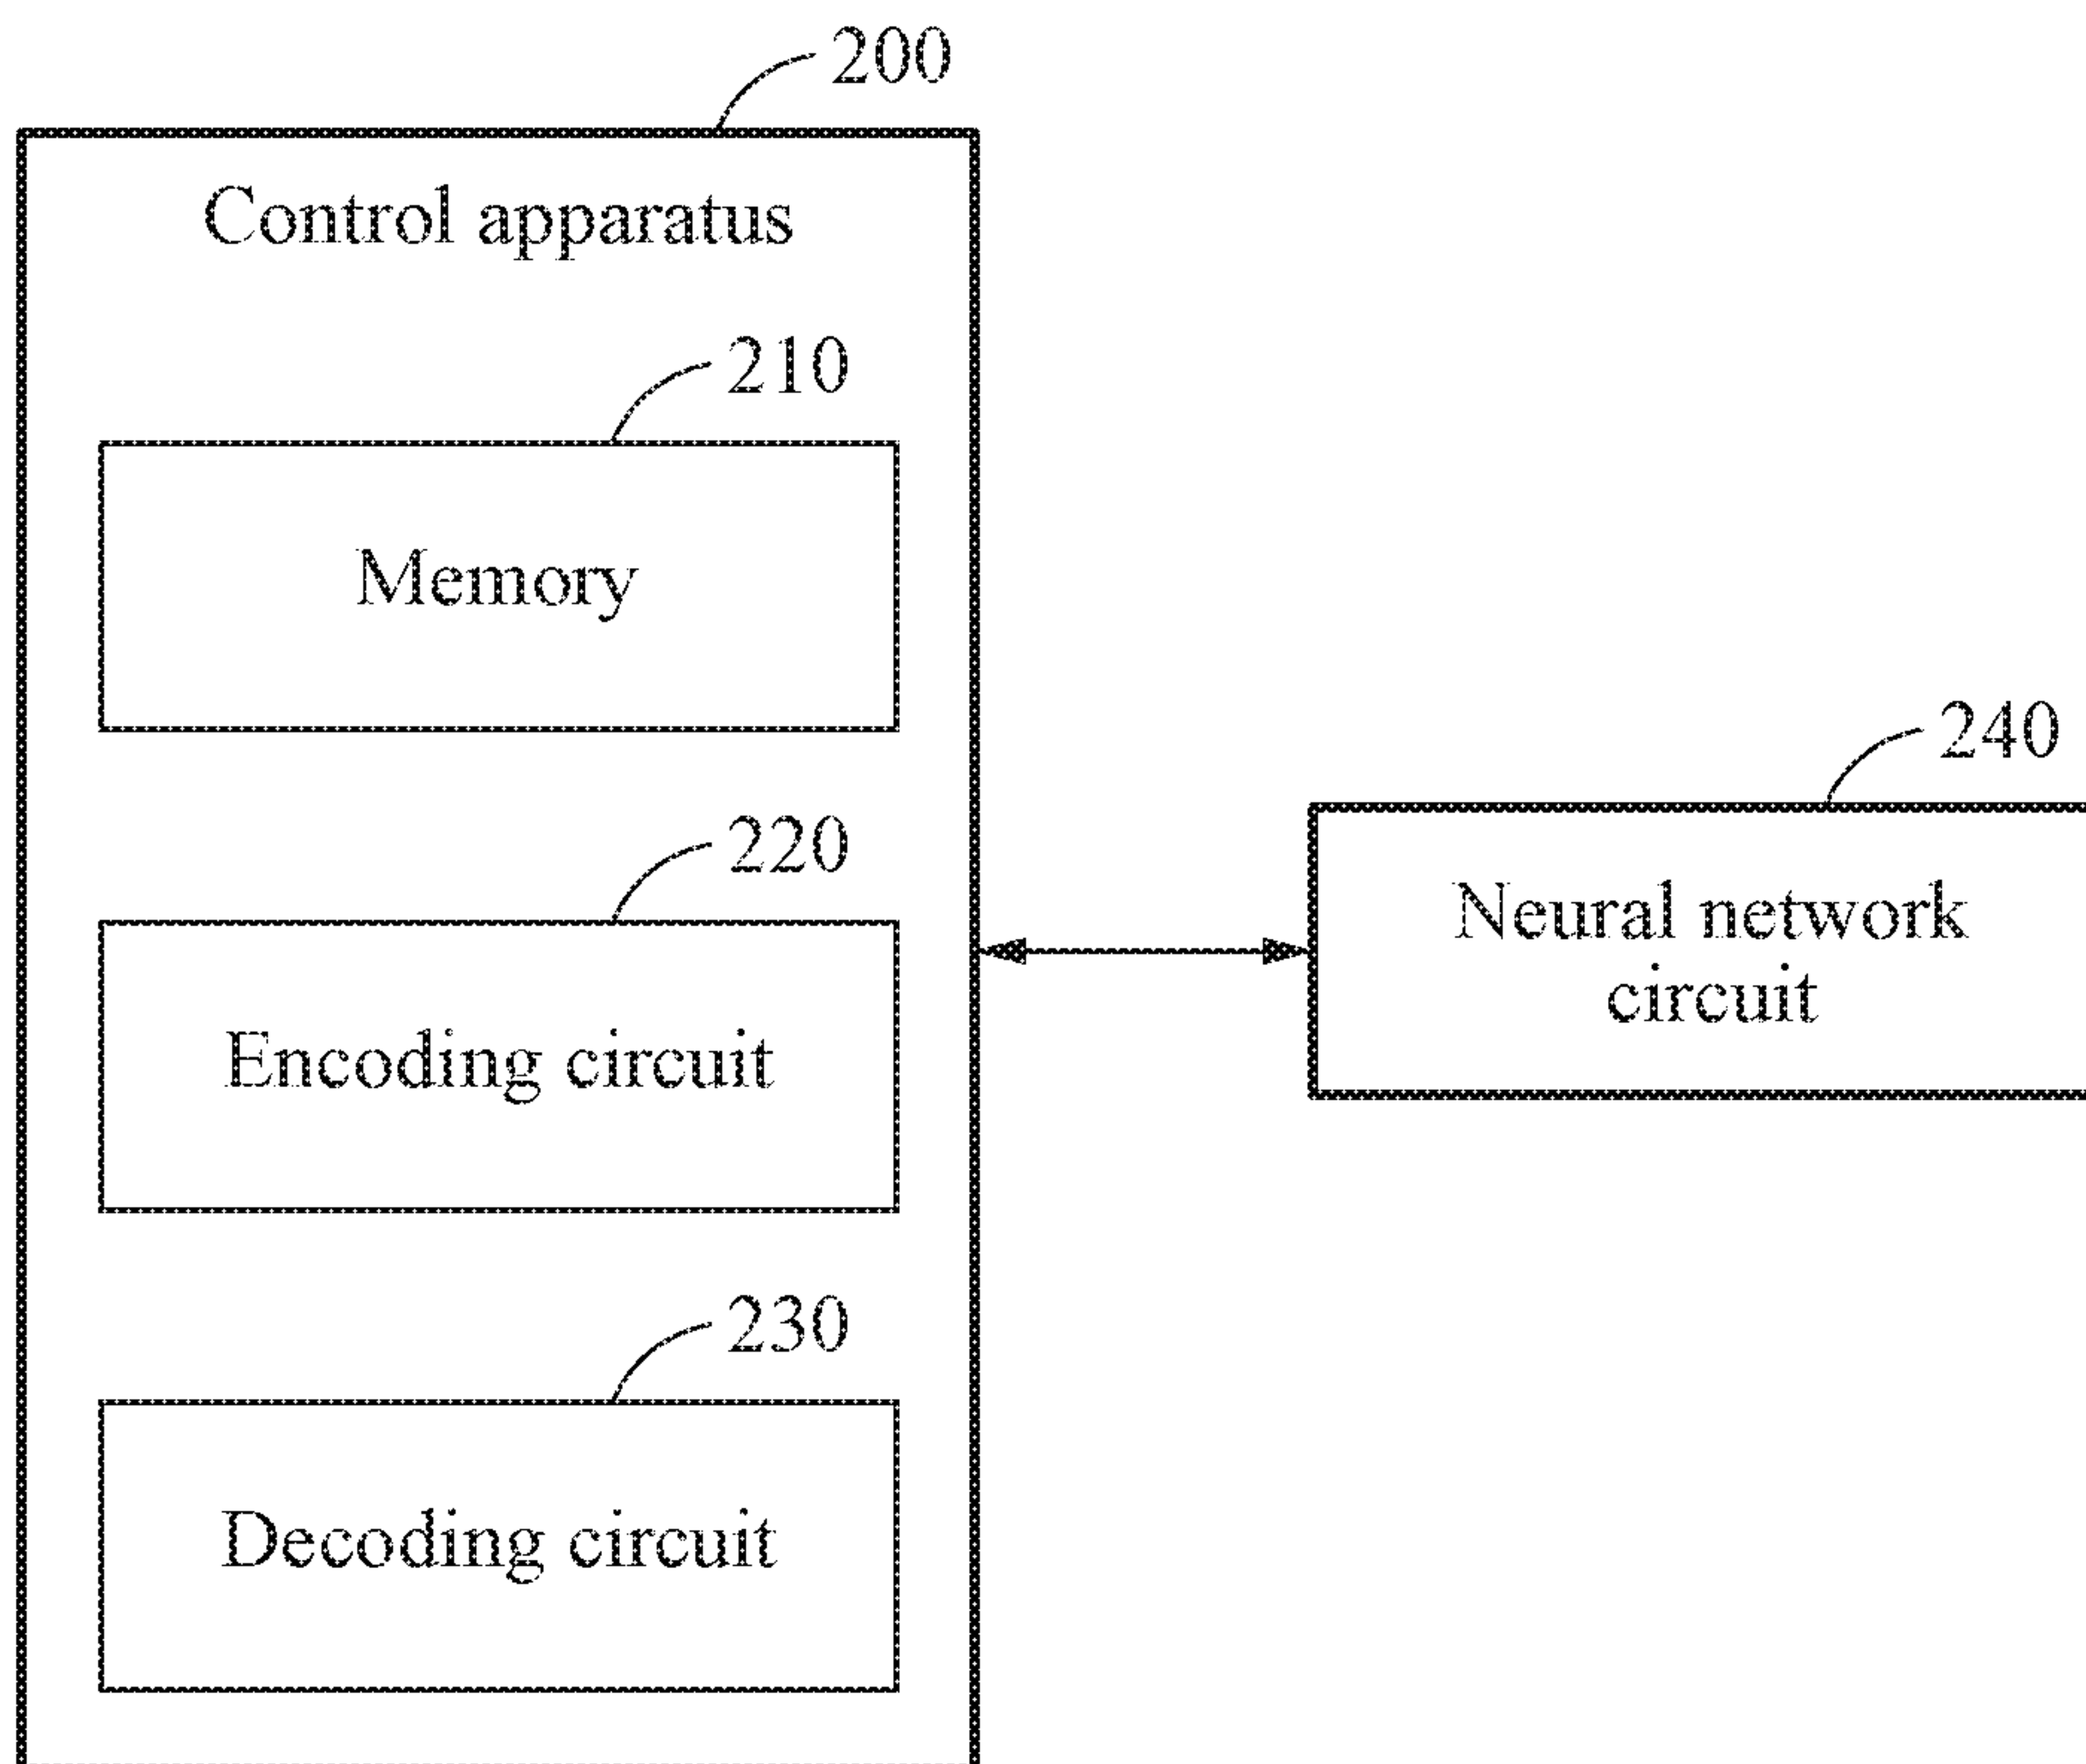 200
Control apparatus
210
Memory
220
Encoding circuit
230
Decoding circuit
240
Neural network
circuit